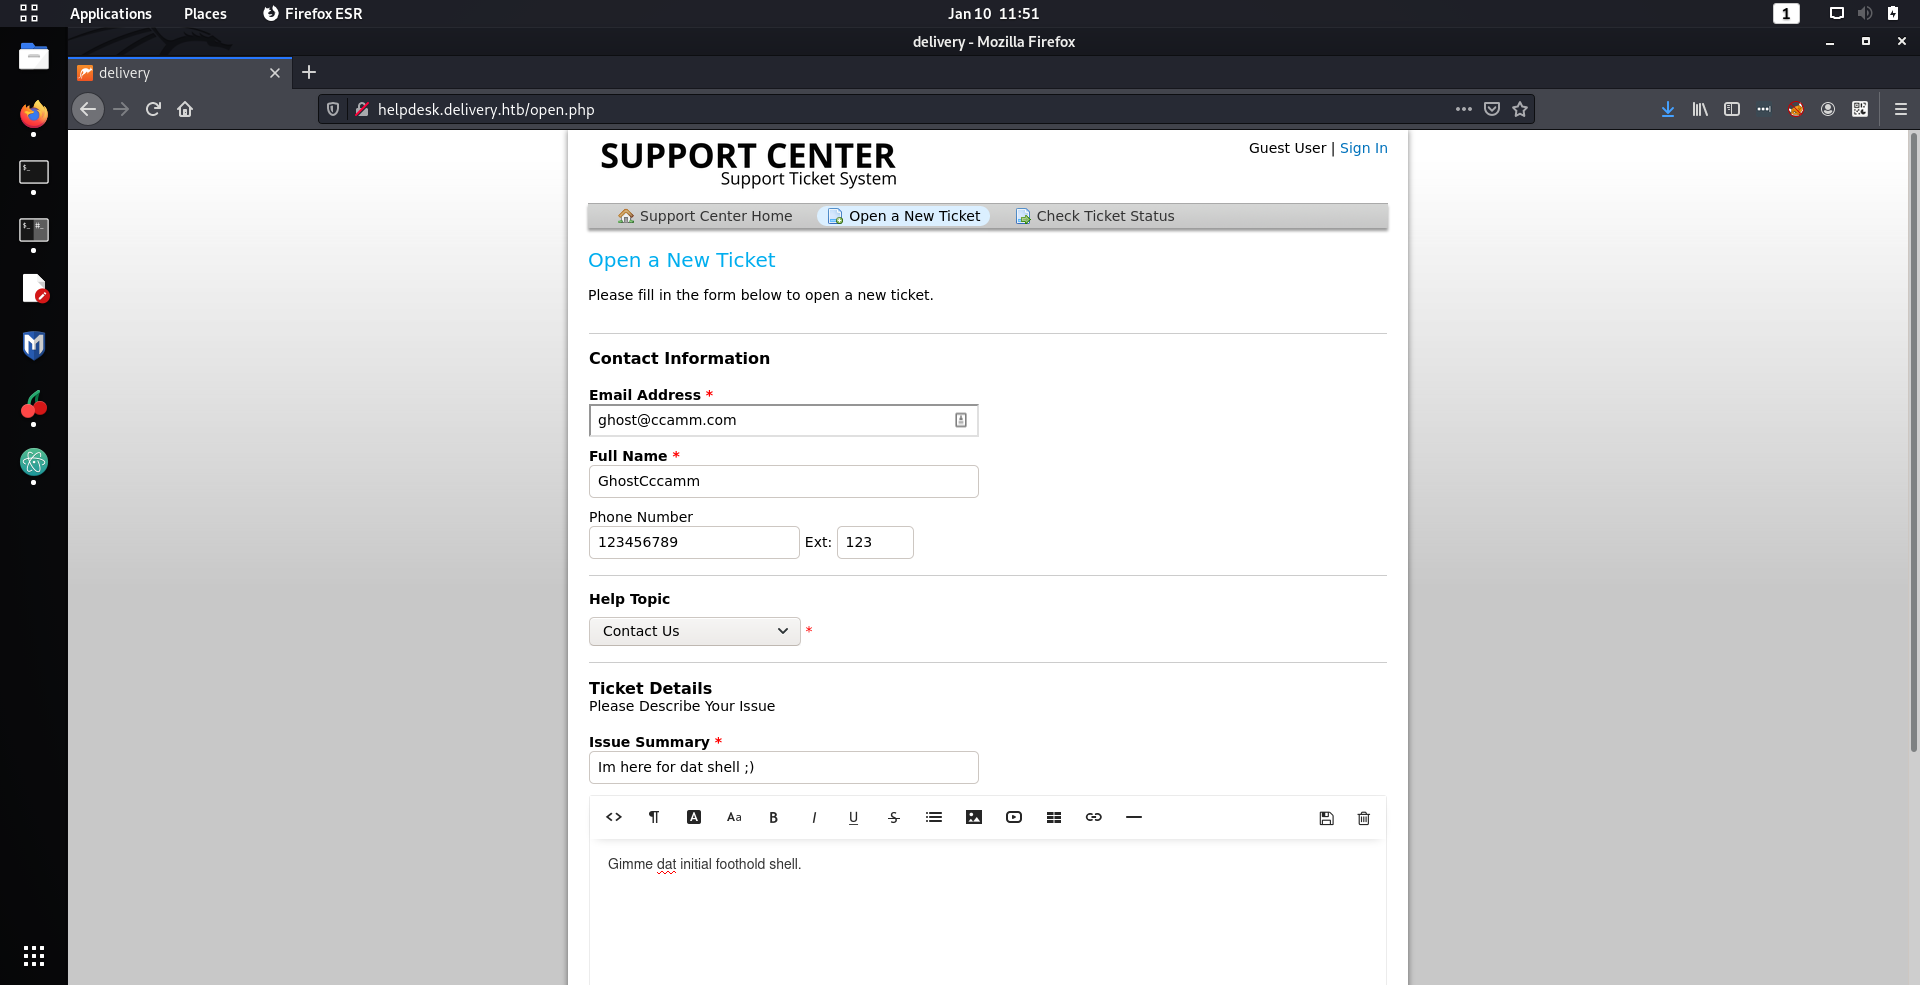 Applications Places Firefox ESR Jan 10 11:51 1
delivery - Mozilla Firefox
delivery
helpdesk.delivery.htb/open.php
SUPPORT CENTER
Support Ticket System
Guest User | Sign In
Support Center Home Open a New Ticket Check Ticket Status
Open a New Ticket
Please fill in the form below to open a new ticket.
Contact Information
Email Address *
ghost@ccamm.com
Full Name *
GhostCccamm
Phone Number
123456789 Ext: 123
Help Topic
Contact Us *
Ticket Details
Please Describe Your Issue
Issue Summary *
Im here for dat shell ;)
<> ¶ A Aa B I U S
Gimme dat initial foothold shell.